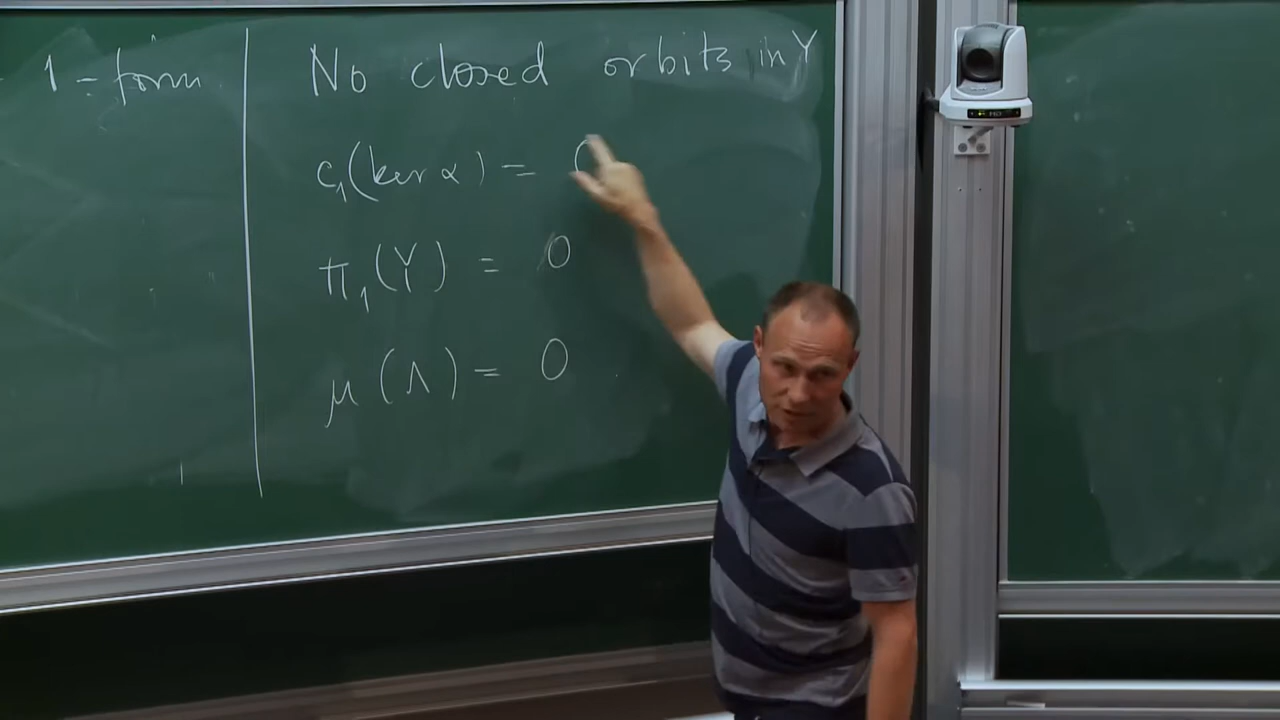 1-form
No closed orbits in Y
c₁(ker α) = 0
π₁(Y) = 0
μ(Λ) = 0